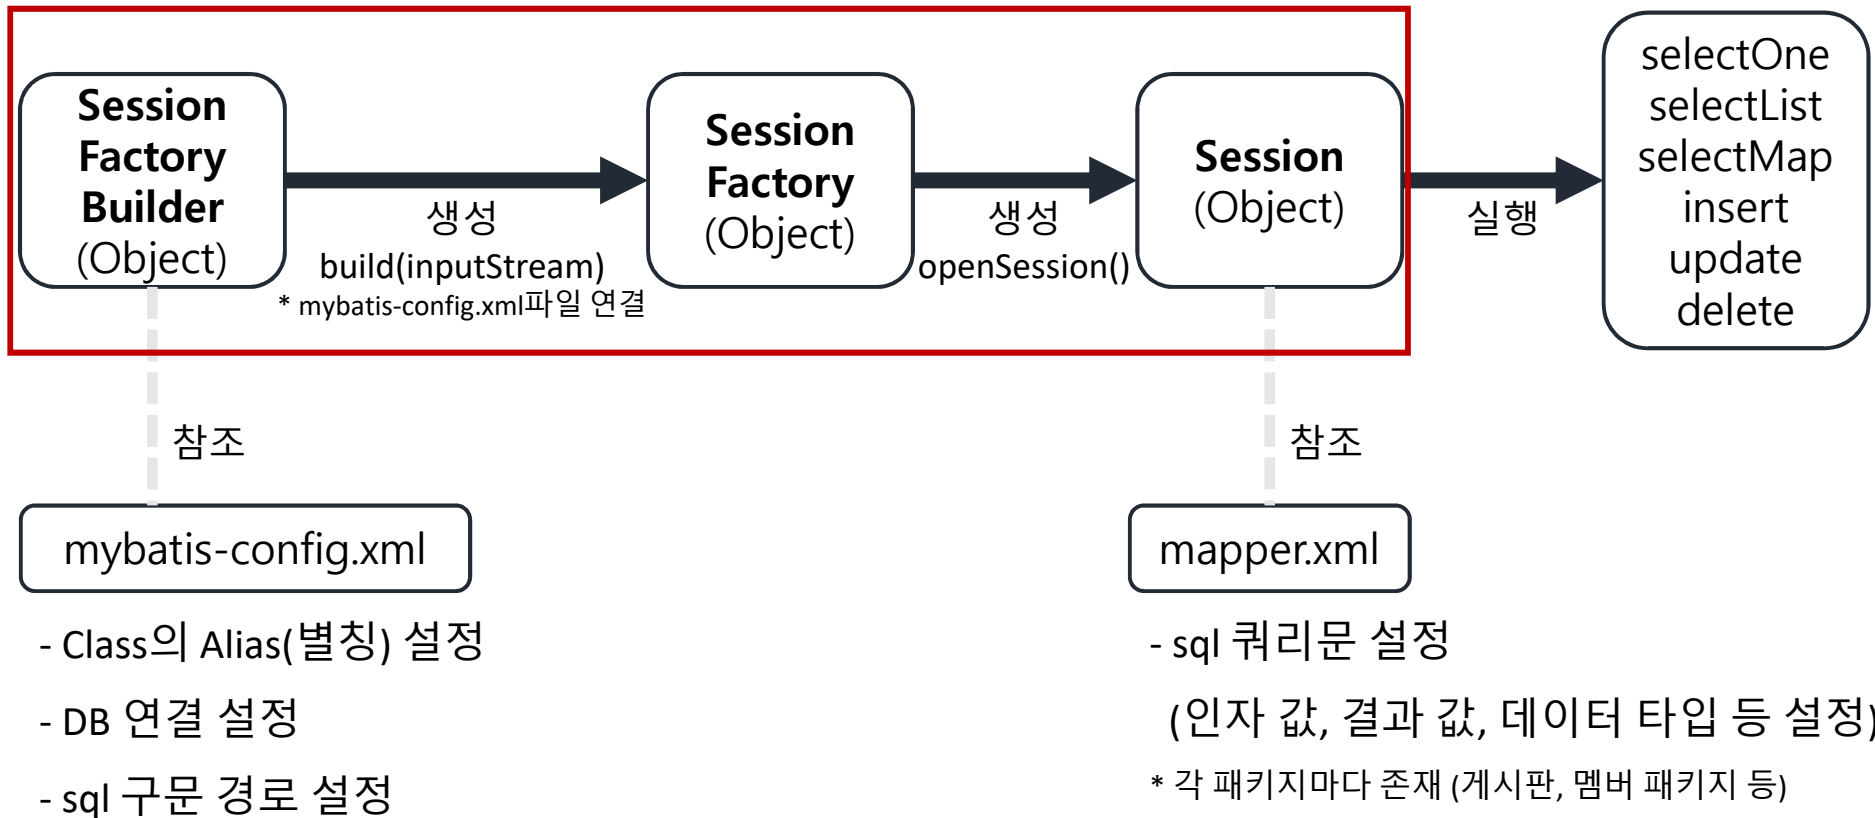 Session
Factory
Builder
(Object)
생성
build(inputStream)
* mybatis-config.xml파일 연결
Session
Factory
(Object)
생성
openSession()
Session
(Object)
실행
selectOne
selectList
selectMap
insert
update
delete
참조
참조
mybatis-config.xml
- Class의 Alias(별칭) 설정
- DB 연결 설정
- sql 구문 경로 설정
mapper.xml
- sql 쿼리문 설정
(인자 값, 결과 값, 데이터 타입 등 설정)
* 각 패키지마다 존재 (게시판, 멤버 패키지 등)